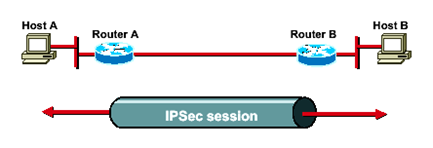 Host A
Router A
Router B
Host B
IPSec session